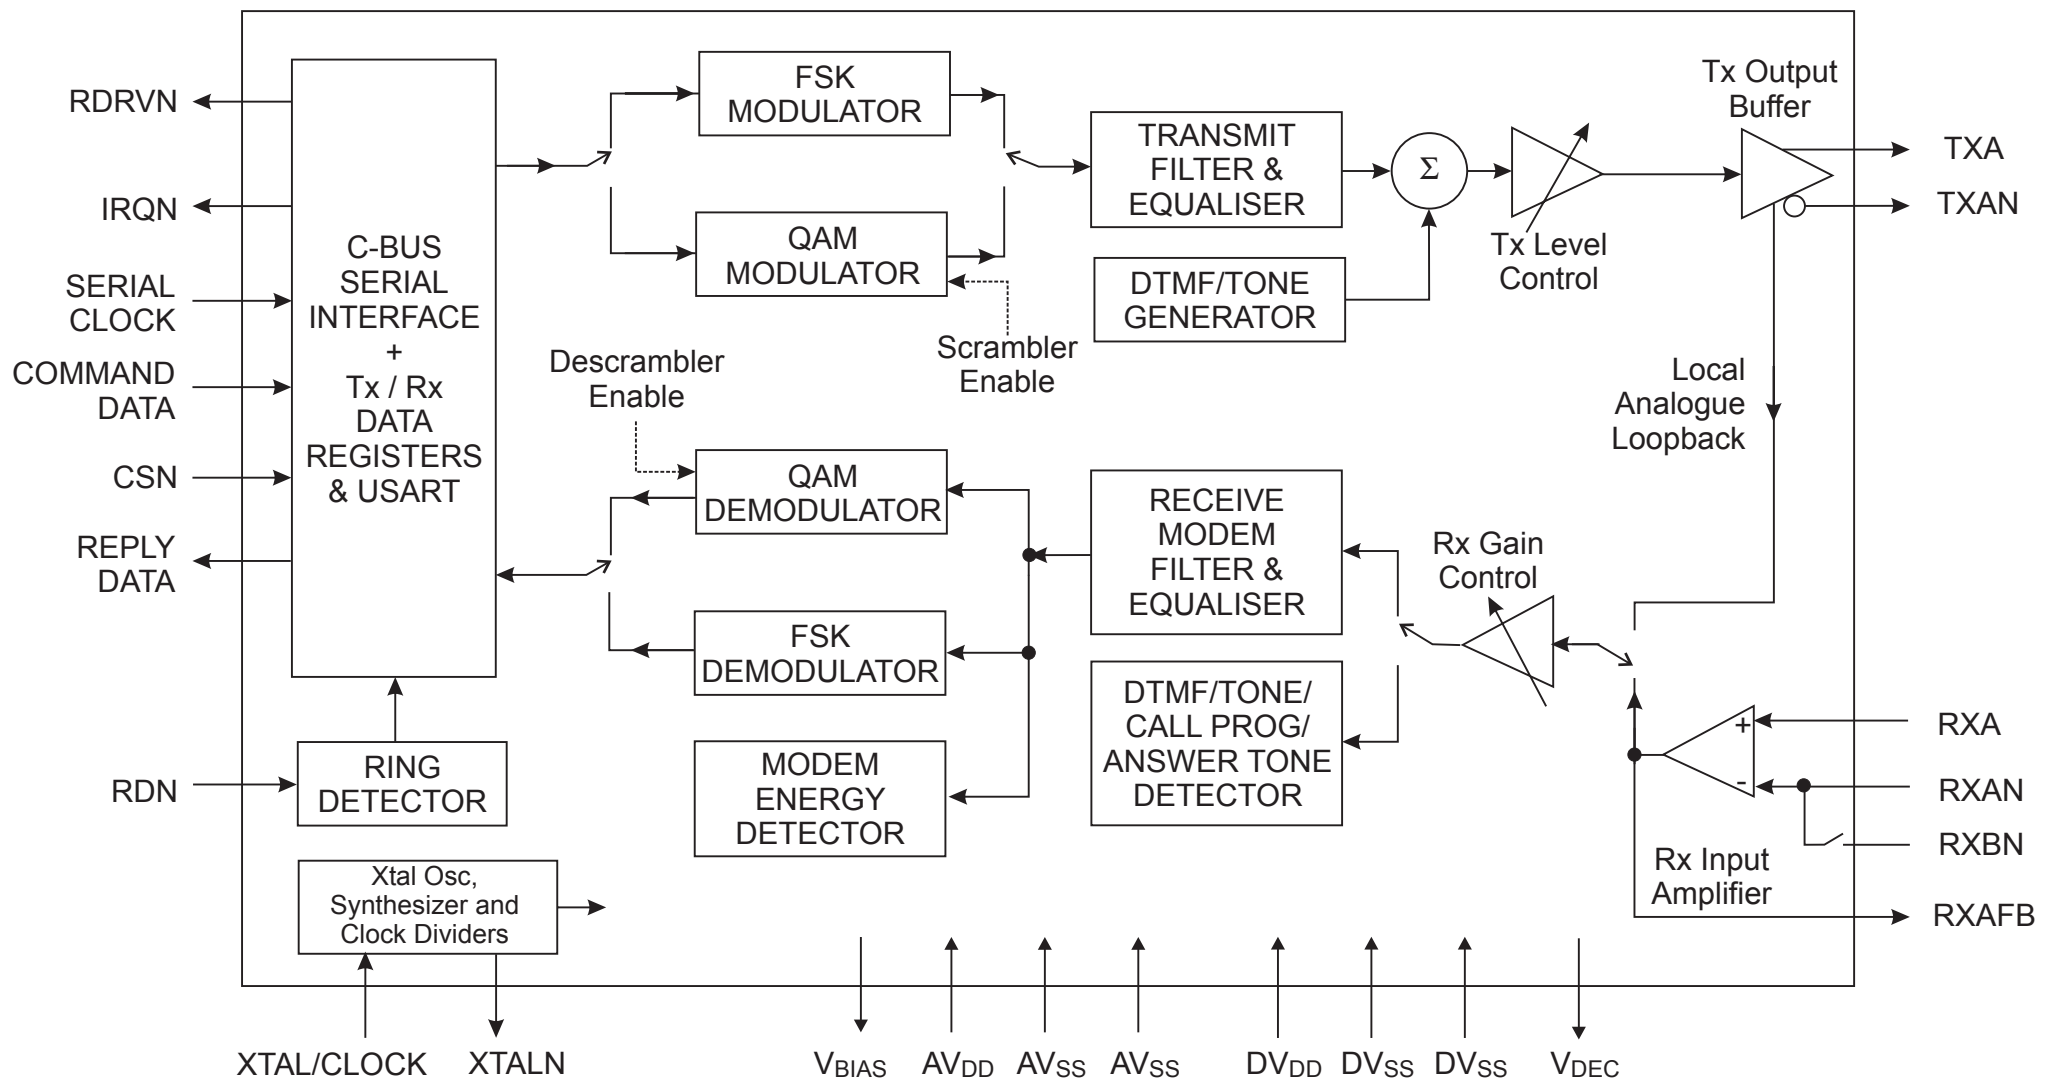 RDRVN
IRQN
SERIAL
CLOCK
COMMAND
DATA
CSN
REPLY
DATA
RDN
C-BUS
SERIAL
INTERFACE
+
Tx / Rx
DATA
REGISTERS
& USART
RING
DETECTOR
Xtal Osc,
Synthesizer and
Clock Dividers
XTAL/CLOCK
XTALN
FSK
MODULATOR
QAM
MODULATOR
Scrambler
Enable
Descrambler
Enable
QAM
DEMODULATOR
FSK
DEMODULATOR
MODEM
ENERGY
DETECTOR
TRANSMIT
FILTER &
EQUALISER
DTMF/TONE
GENERATOR
Σ
Tx Level
Control
Tx Output
Buffer
TXA
TXAN
Local
Analogue
Loopback
RECEIVE
MODEM
FILTER &
EQUALISER
DTMF/TONE/
CALL PROG/
ANSWER TONE
DETECTOR
Rx Gain
Control
+
-
Rx Input
Amplifier
RXA
RXAN
RXBN
RXAFB
VBIAS
AVDD
AVSS
AVSS
DVDD
DVSS
DVSS
VDEC